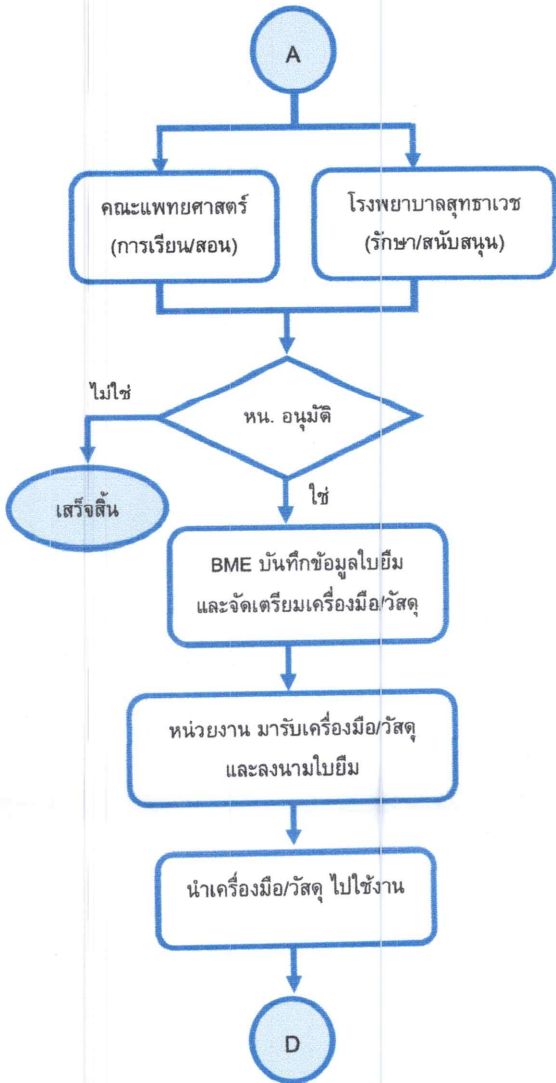 A
คณะแพทยศาสตร์
(การเรียน/สอน)
โรงพยาบาลสุทธาเวช
(รักษา/สนับสนุน)
ไม่ใช่
หน. อนุมัติ
เสร็จสิ้น
ใช่
BME บันทึกข้อมูลใบยืม
และจัดเตรียมเครื่องมือ/วัสดุ
หน่วยงาน มารับเครื่องมือ/วัสดุ
และลงนามใบยืม
นำเครื่องมือ/วัสดุ ไปใช้งาน
D